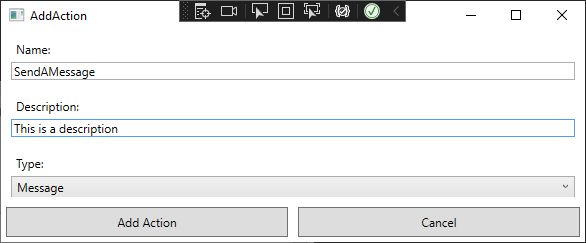 AddAction
Name:
SendAMessage
Description:
This is a description
Type:
Message
Add Action
Cancel